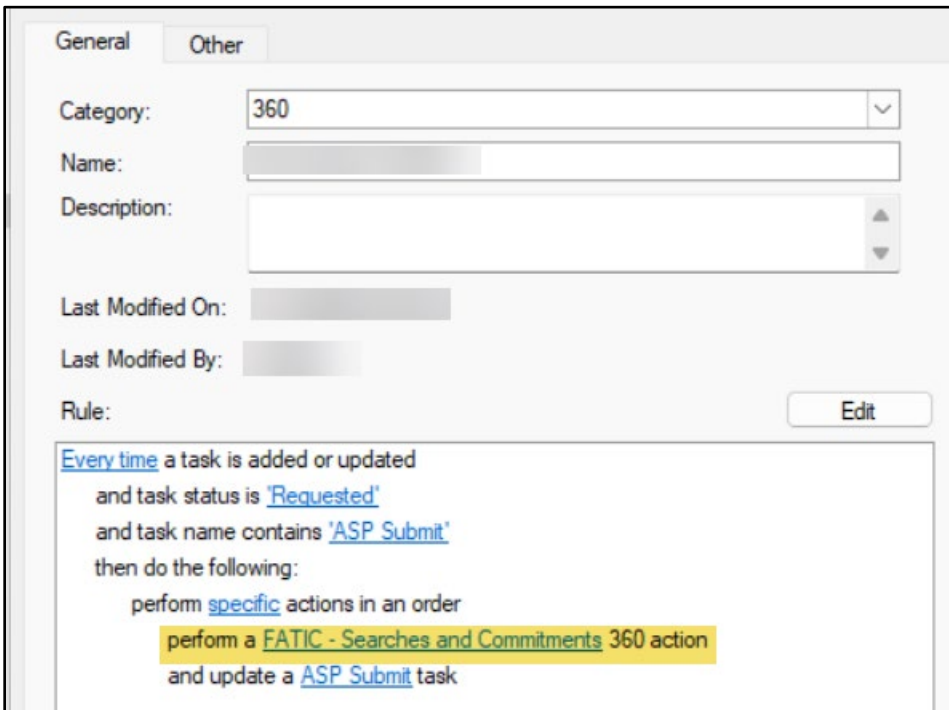 General Other
Category: 360
Name:
Description:
Last Modified On:
Last Modified By:
Rule: Edit
Every time a task is added or updated
and task status is 'Requested'
and task name contains 'ASP Submit'
then do the following:
perform specific actions in an order
perform a FATIC - Searches and Commitments 360 action
and update a ASP Submit task